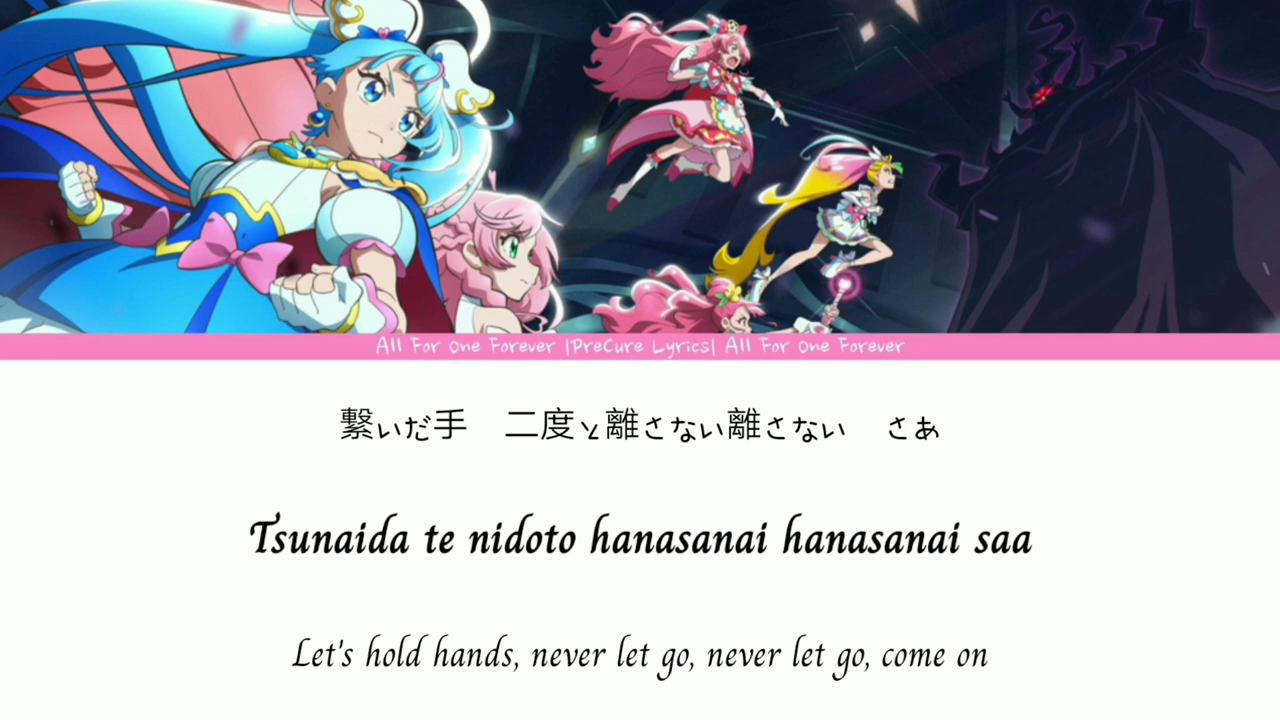 All For One Forever |PreCure Lyrics| All For One Forever
繋いだ手　二度と離さない離さない　さあ
Tsunaida te nidoto hanasanai hanasanai saa
Let's hold hands, never let go, never let go, come on